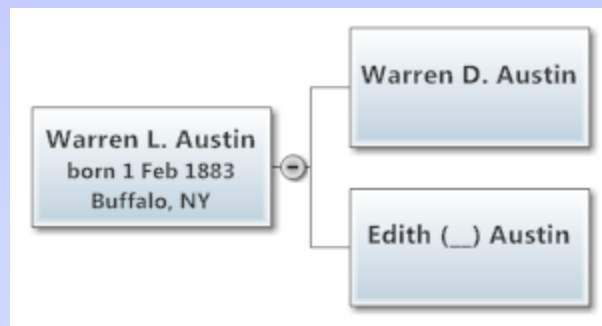 Warren D. Austin
Warren L. Austin
born 1 Feb 1883
Buffalo, NY
Edith (__) Austin